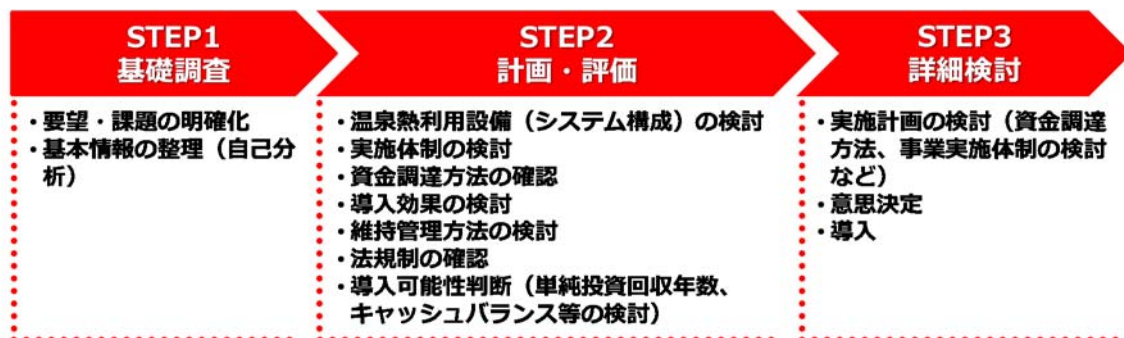 STEP1
基礎調査
・要望・課題の明確化
・基本情報の整理（自己分
析）
STEP2
計画・評価
・温泉熱利用設備（システム構成）の検討
・実施体制の検討
・資金調達方法の確認
・導入効果の検討
・維持管理方法の検討
・法規制の確認
・導入可能性判断（単純投資回収年数、
キャッシュバランス等の検討）
STEP3
詳細検討
・実施計画の検討（資金調達
方法、事業実施体制の検討
など）
・意思決定
・導入